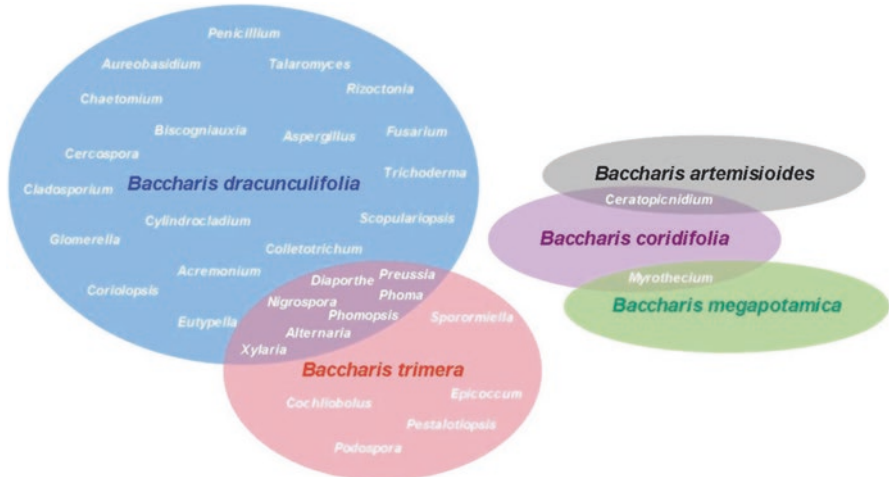 Penicillium
Aureobasidium
Talaromyces
Rizoctonia
Chaetomium
Biscogniauxia
Aspergillus
Fusarium
Cercospora
Trichoderma
Cladosporium
Baccharis dracunculifolia
Cylindrocladium
Scopulariopsis
Glomerella
Colletotrichum
Acremonium
Coriolopsis
Eutypella
Diaporthe
Preussia
Nigrospora
Phoma
Phomopsis
Sporormiella
Alternaria
Xylaria
Baccharis trimera
Cochliobolus
Epicoccum
Pestalotiopsis
Podospora
Baccharis artemisioides
Ceratopicnidium
Baccharis coridifolia
Myrothecium
Baccharis megapotamica